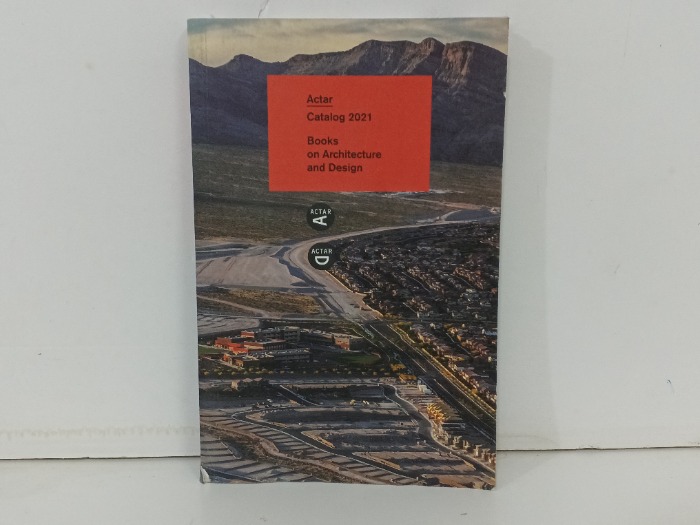 Actar
Catalog 2021
Books
on Architecture
and Design
ACTAR
A
ACTAR
D